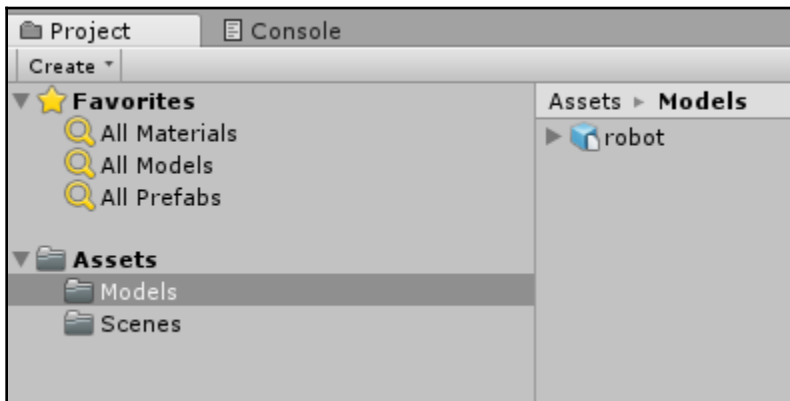 Project
Console
Create
Favorites
All Materials
All Models
All Prefabs
Assets
Models
Scenes
Assets ▸ Models
robot